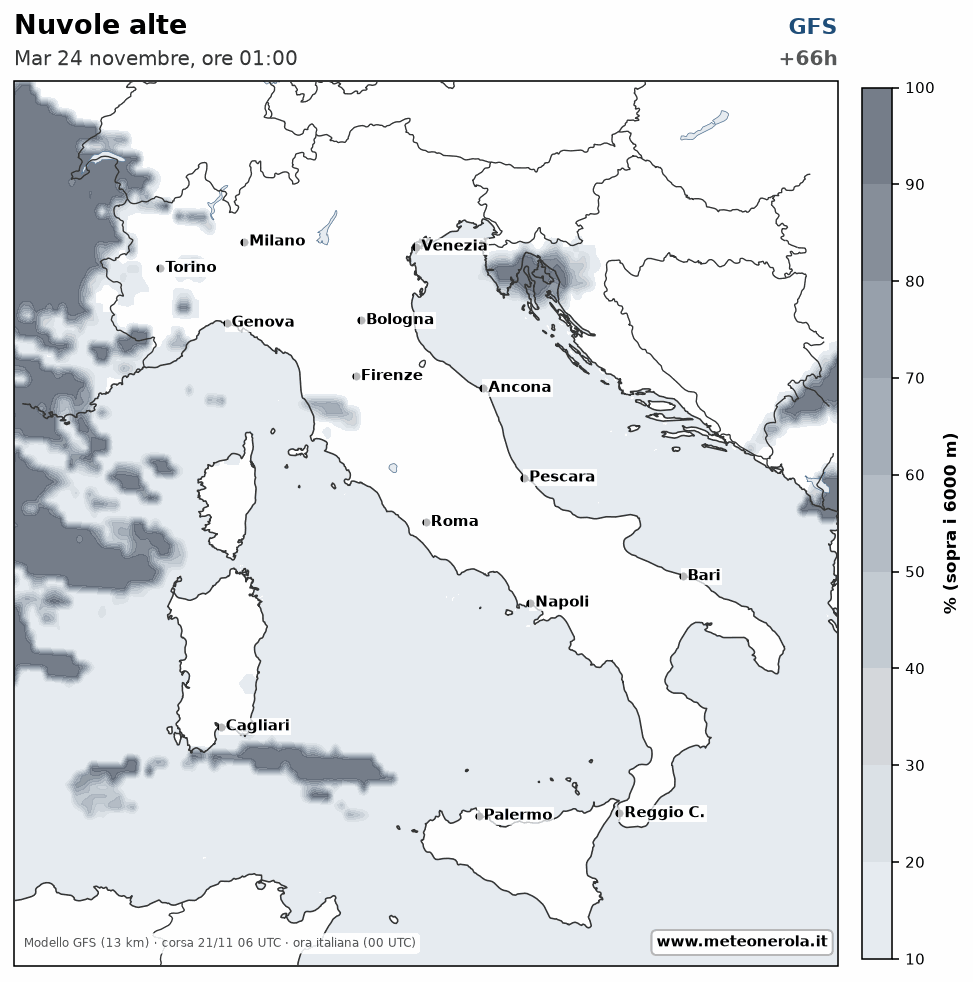 Nuvole alte
GFS
Mar 24 novembre, ore 01:00
+66h
Milano
Venezia
Torino
Genova
Bologna
Firenze
Ancona
Pescara
Roma
Bari
Napoli
Cagliari
Palermo
Reggio C.
Modello GFS (13 km) · corsa 21/11 06 UTC · ora italiana (00 UTC)
www.meteonerola.it
100
90
80
70
60
50
40
30
20
10
% (sopra i 6000 m)